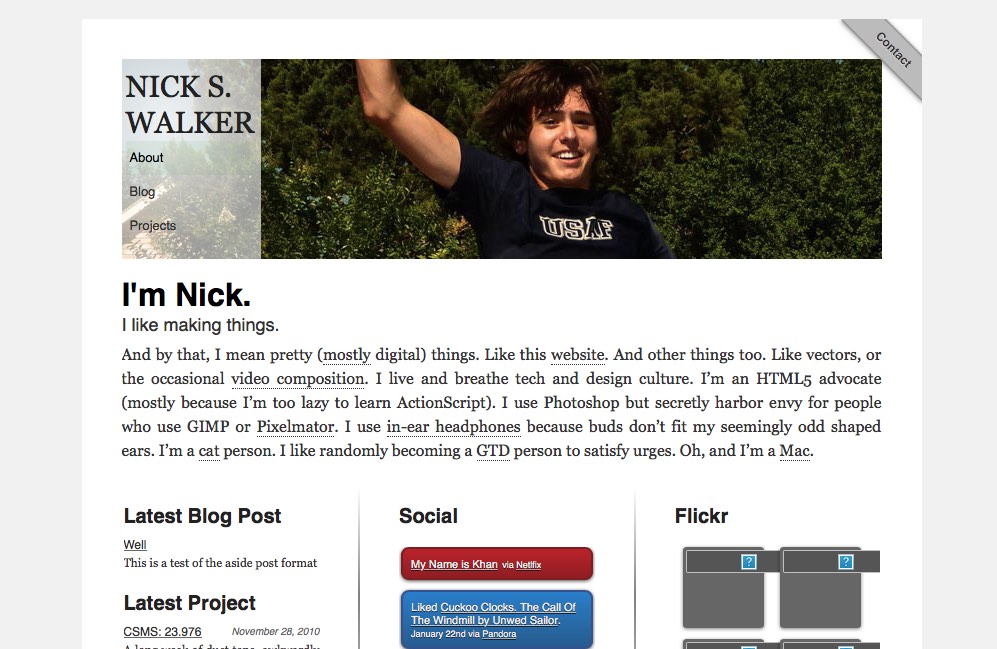 Contact
NICK S.
WALKER
About
Blog
Projects
USAF
I'm Nick.
I like making things.
And by that, I mean pretty (mostly digital) things. Like this website. And other things too. Like vectors, or
the occasional video composition. I live and breathe tech and design culture. I'm an HTML5 advocate
(mostly because I'm too lazy to learn ActionScript). I use Photoshop but secretly harbor envy for people
who use GIMP or Pixelmator. I use in-ear headphones because buds don't fit my seemingly odd shaped
ears. I'm a cat person. I like randomly becoming a GTD person to satisfy urges. Oh, and I'm a Mac.
Latest Blog Post
Well
This is a test of the aside post format
Latest Project
CSMS: 23.976 November 28, 2010
A long week of duct tape, awkwardly
Social
My Name is Khan via Netflix
Liked Cuckoo Clocks. The Call Of
The Windmill by Unwed Sailor.
January 22nd via Pandora
Flickr
? ?